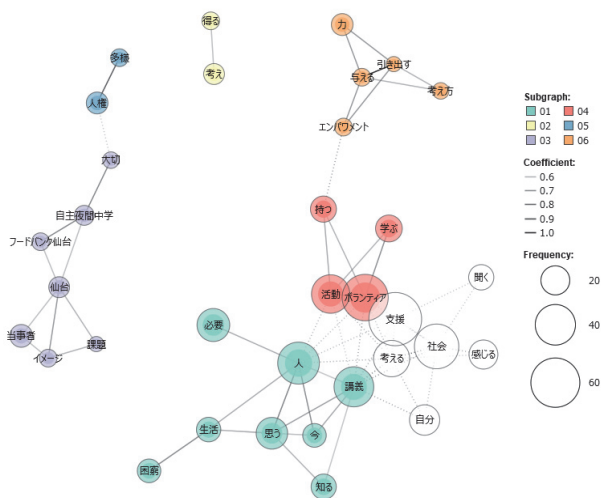 得る
考え
力
引き出す
与える
考え方
エンパワメント
多様
人権
大切
自主夜間中学
フードバンク仙台
仙台
当事者
イメージ
課題
持つ
学ぶ
活動
ボランティア
支援
聞く
考える
社会
感じる
自分
必要
人
講義
生活
思う
今
困窮
知る
Subgraph:
01 04
02 05
03 06
Coefficient:
0.6
0.7
0.8
0.9
1.0
Frequency:
20
40
60